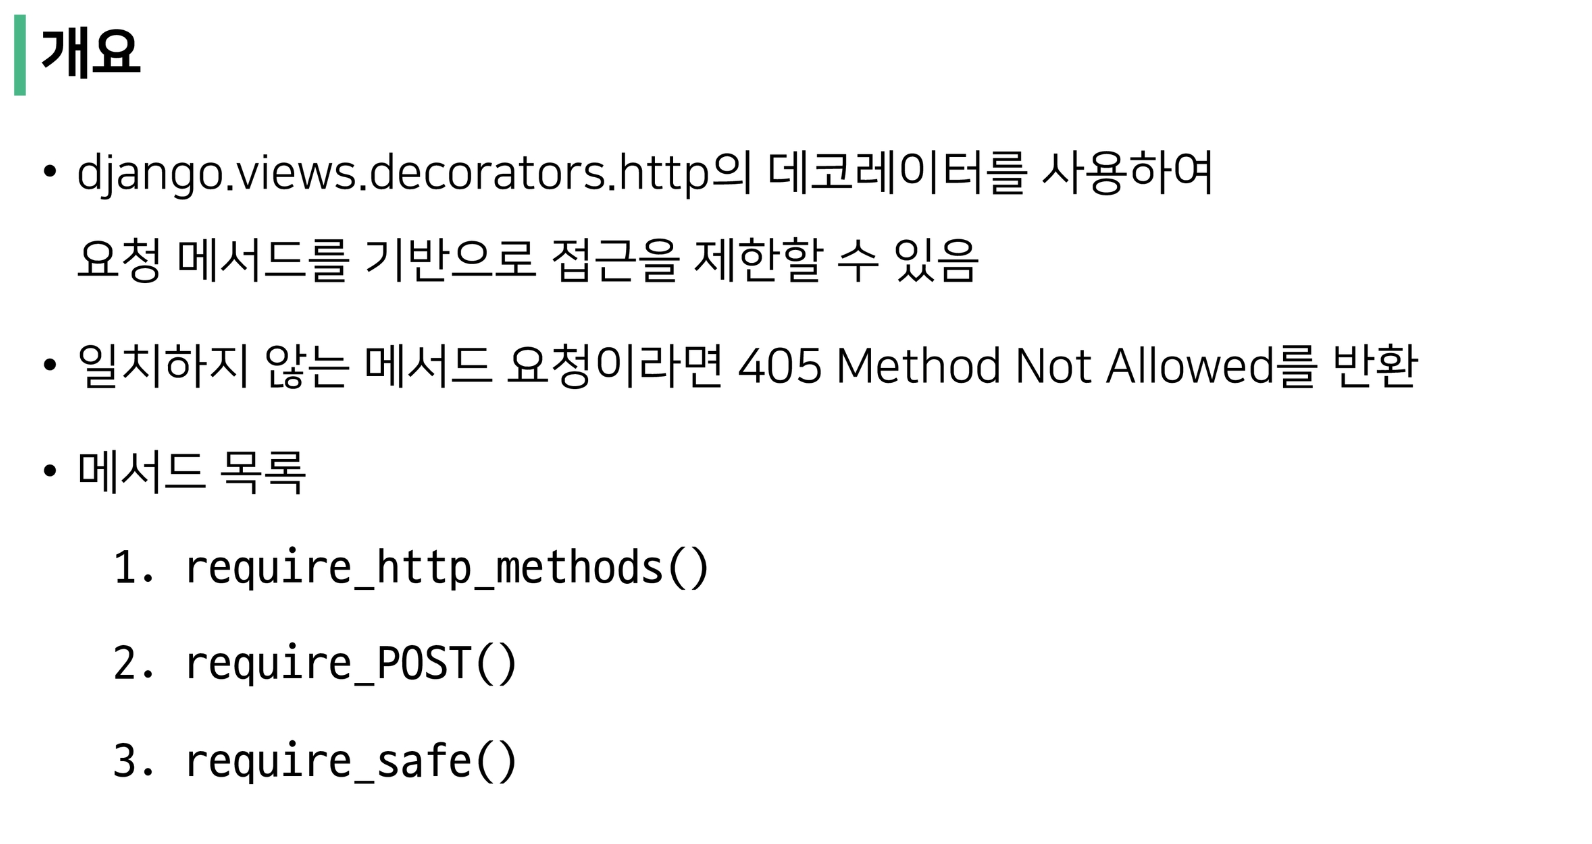 개요
• django.views.decorators.http의 데코레이터를 사용하여
요청 메서드를 기반으로 접근을 제한할 수 있음
• 일치하지 않는 메서드 요청이라면 405 Method Not Allowed를 반환
• 메서드 목록
1. require_http_methods()
2. require_POST()
3. require_safe()